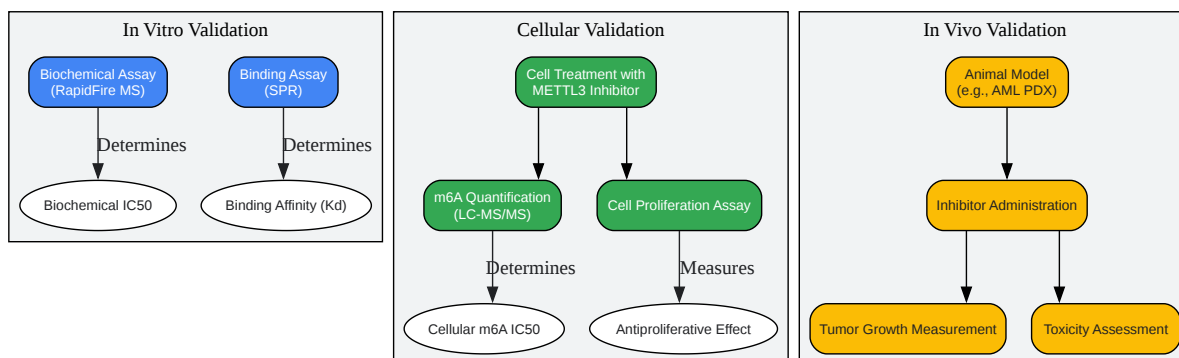 In Vitro Validation
Biochemical Assay
(RapidFire MS)
Binding Assay
(SPR)
Determines
Determines
Biochemical IC50
Binding Affinity (Kd)
Cellular Validation
Cell Treatment with
METTL3 Inhibitor
m6A Quantification
(LC-MS/MS)
Cell Proliferation Assay
Determines
Measures
Cellular m6A IC50
Antiproliferative Effect
In Vivo Validation
Animal Model
(e.g., AML PDX)
Inhibitor Administration
Tumor Growth Measurement
Toxicity Assessment